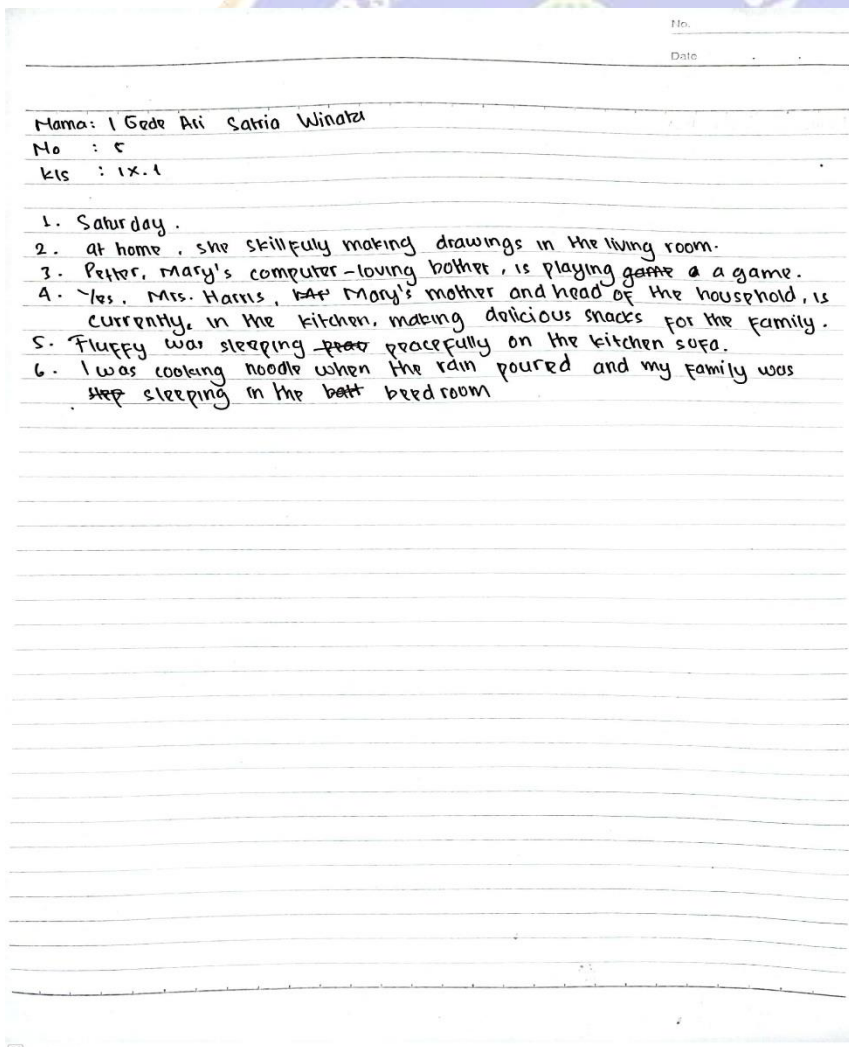 No.
Date
Nama: I Gede Ari Satria Winata
No : 5
kls : IX.1
1. Saturday.
2. at home, she skillfuly making drawings in the living room.
3. Petter, Mary's computer-loving bother, is playing game a a game.
4. Yes, Mrs. Harris, Mary's mother and head of the household, is
currently, in the kitchen, making delicious snacks for the family.
5. Fluffy was sleeping peacefully on the kitchen sofa.
6. I was cooking noodle when the rain poured and my family was
sleeping in the beedroom